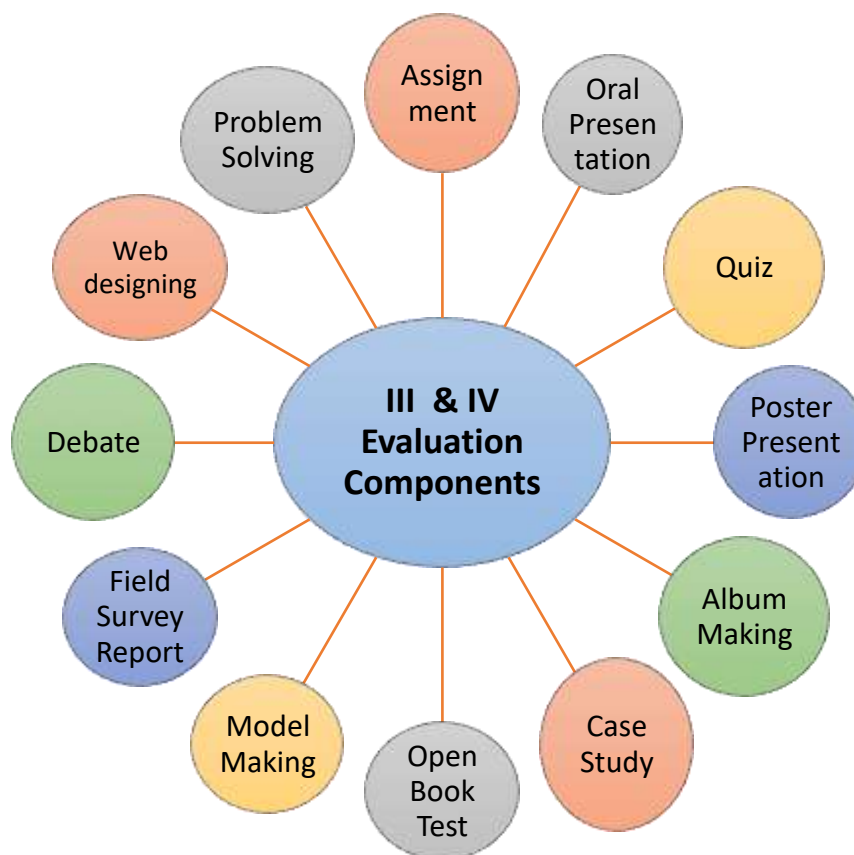 Assign
ment
Oral
Presen
tation
Quiz
Poster
Present
ation
Album
Making
Case
Study
Open
Book
Test
Model
Making
Field
Survey
Report
Debate
Web
designing
Problem
Solving
III & IV
Evaluation
Components